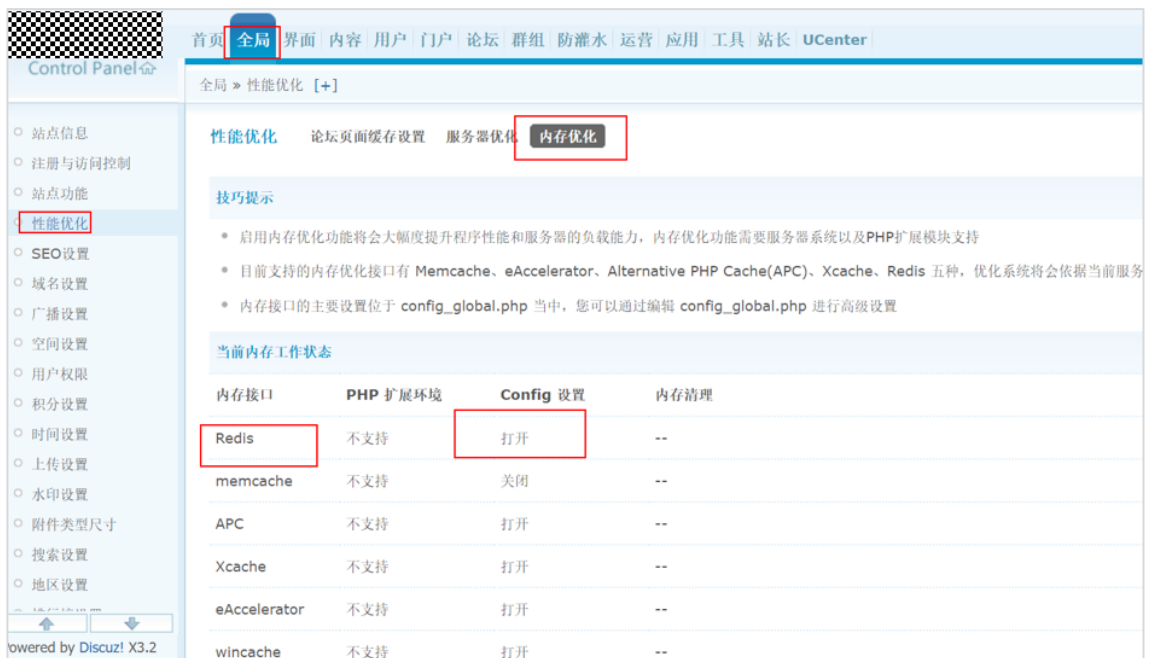 首页 全局 界面 内容 用户 门户 论坛 群组 防灌水 运营 应用 工具 站长 UCenter
Control Panel
全局 » 性能优化 [+]
站点信息
注册与访问控制
站点功能
性能优化
SEO设置
域名设置
广播设置
空间设置
用户权限
积分设置
时间设置
上传设置
水印设置
附件类型尺寸
搜索设置
地区设置
Powered by Discuz! X3.2
性能优化 论坛页面缓存设置 服务器优化 内存优化
技巧提示
启用内存优化功能将会大幅度提升程序性能和服务器的负载能力，内存优化功能需要服务器系统以及PHP扩展模块支持
目前支持的内存优化接口有 Memcache、eAccelerator、Alternative PHP Cache(APC)、Xcache、Redis 五种，优化系统将会依据当前服务
内存接口的主要设置位于 config_global.php 当中，您可以通过编辑 config_global.php 进行高级设置
当前内存工作状态
内存接口 PHP 扩展环境 Config 设置 内存清理
Redis 不支持 打开 --
memcache 不支持 关闭 --
APC 不支持 打开 --
Xcache 不支持 打开 --
eAccelerator 不支持 打开 --
wincache 不支持 打开 --